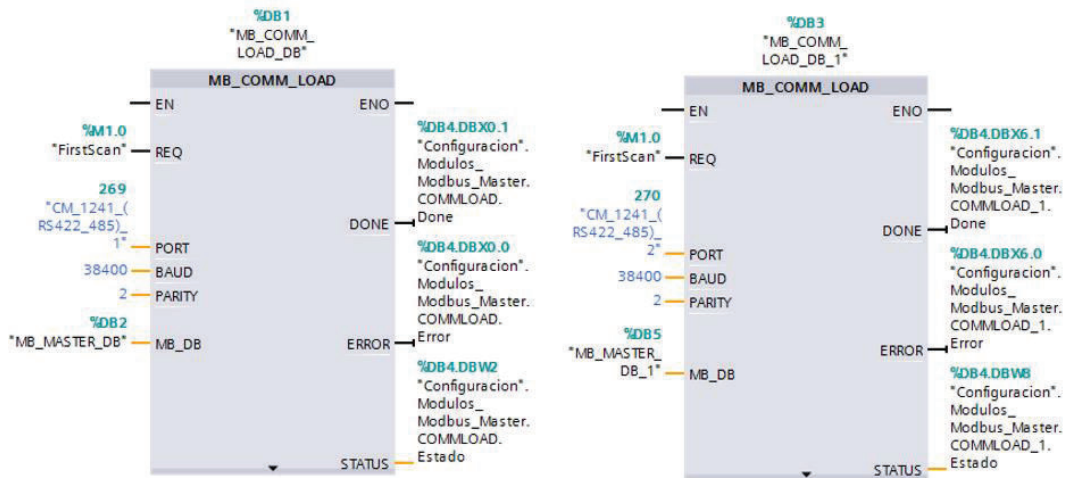 %DB1
"MB_COMM_
LOAD_DB"
MB_COMM_LOAD
EN
ENO
%M1.0
"FirstScan"
REQ
%DB4.DBX0.1
"Configuracion".
Modulos_
Modbus_Master.
COMMLOAD.
Done
DONE
269
"CM_1241_(
RS422_485)_
1"
PORT
38400
BAUD
2
PARITY
%DB4.DBX0.0
"Configuracion".
Modulos_
Modbus_Master.
COMMLOAD.
Error
ERROR
%DB2
"MB_MASTER_DB"
MB_DB
%DB4.DBW2
"Configuracion".
Modulos_
Modbus_Master.
COMMLOAD.
Estado
STATUS
%DB3
"MB_COMM_
LOAD_DB_1"
MB_COMM_LOAD
EN
ENO
%M1.0
"FirstScan"
REQ
%DB4.DBX6.1
"Configuracion".
Modulos_
Modbus_Master.
COMMLOAD_1.
Done
DONE
270
"CM_1241_(
RS422_485)_
2"
PORT
38400
BAUD
2
PARITY
%DB4.DBX6.0
"Configuracion".
Modulos_
Modbus_Master.
COMMLOAD_1.
Error
ERROR
%DB5
"MB_MASTER_
DB_1"
MB_DB
%DB4.DBW8
"Configuracion".
Modulos_
Modbus_Master.
COMMLOAD_1.
Estado
STATUS